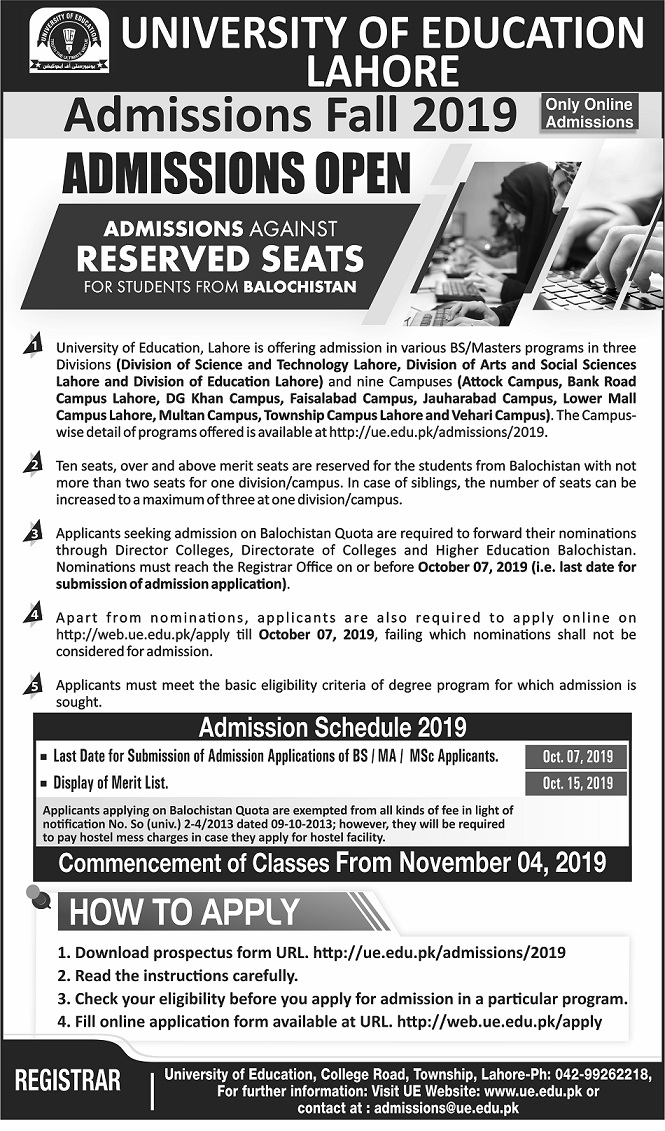 UNIVERSITY OF EDUCATION
UE
یونیورسٹی آف ایجوکیشن
UNIVERSITY OF EDUCATION
LAHORE
Admissions Fall 2019
Only Online
Admissions
ADMISSIONS OPEN
ADMISSIONS AGAINST
RESERVED SEATS
FOR STUDENTS FROM BALOCHISTAN
1 University of Education, Lahore is offering admission in various BS/Masters programs in three
Divisions (Division of Science and Technology Lahore, Division of Arts and Social Sciences
Lahore and Division of Education Lahore) and nine Campuses (Attock Campus, Bank Road
Campus Lahore, DG Khan Campus, Faisalabad Campus, Jauharabad Campus, Lower Mall
Campus Lahore, Multan Campus, Township Campus Lahore and Vehari Campus). The Campus-
wise detail of programs offered is available at http://ue.edu.pk/admissions/2019.
2 Ten seats, over and above merit seats are reserved for the students from Balochistan with not
more than two seats for one division/campus. In case of siblings, the number of seats can be
increased to a maximum of three at one division/campus.
3 Applicants seeking admission on Balochistan Quota are required to forward their nominations
through Director Colleges, Directorate of Colleges and Higher Education Balochistan.
Nominations must reach the Registrar Office on or before October 07, 2019 (i.e. last date for
submission of admission application).
4 Apart from nominations, applicants are also required to apply online on
http://web.ue.edu.pk/apply till October 07, 2019, failing which nominations shall not be
considered for admission.
5 Applicants must meet the basic eligibility criteria of degree program for which admission is
sought.
Admission Schedule 2019
▪ Last Date for Submission of Admission Applications of BS / MA / MSc Applicants. Oct. 07, 2019
▪ Display of Merit List. Oct. 15, 2019
Applicants applying on Balochistan Quota are exempted from all kinds of fee in light of
notification No. So (univ.) 2-4/2013 dated 09-10-2013; however, they will be required
to pay hostel mess charges in case they apply for hostel facility.
Commencement of Classes From November 04, 2019
HOW TO APPLY
1. Download prospectus form URL. http://ue.edu.pk/admissions/2019
2. Read the instructions carefully.
3. Check your eligibility before you apply for admission in a particular program.
4. Fill online application form available at URL. http://web.ue.edu.pk/apply
REGISTRAR
University of Education, College Road, Township, Lahore-Ph: 042-99262218,
For further information: Visit UE Website: www.ue.edu.pk or
contact at : admissions@ue.edu.pk